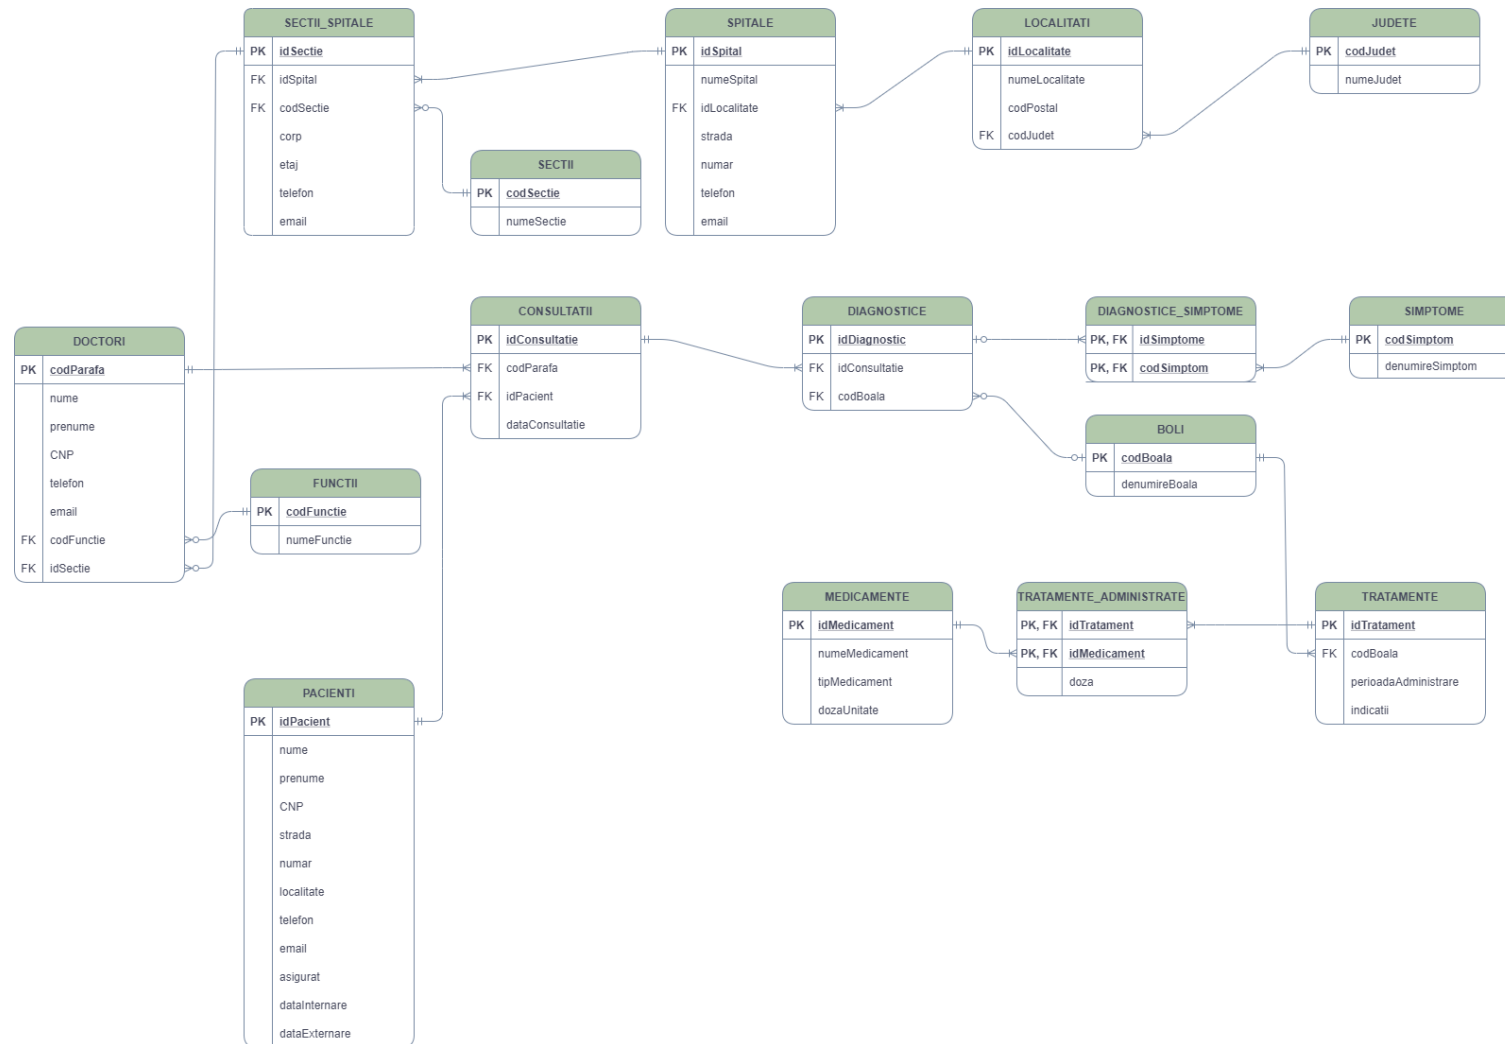 SECTII_SPITALE
PK idSectie
FK idSpital
FK codSectie
corp
etaj
telefon
email
SPITALE
PK idSpital
numeSpital
FK idLocalitate
strada
numar
telefon
email
LOCALITATI
PK idLocalitate
numeLocalitate
codPostal
FK codJudet
JUDETE
PK codJudet
numeJudet
SECTII
PK codSectie
numeSectie
DOCTORI
PK codParafa
nume
prenume
CNP
telefon
email
FK codFunctie
FK idSectie
CONSULTATII
PK idConsultatie
FK codParafa
FK idPacient
dataConsultatie
DIAGNOSTICE
PK idDiagnostic
FK idConsultatie
FK codBoala
DIAGNOSTICE_SIMPTOME
PK, FK idSimptome
PK, FK codSimptom
SIMPTOME
PK codSimptom
denumireSimptom
BOLI
PK codBoala
denumireBoala
FUNCTII
PK codFunctie
numeFunctie
MEDICAMENTE
PK idMedicament
numeMedicament
tipMedicament
dozaUnitate
TRATAMENTE_ADMINISTRATE
PK, FK idTratament
PK, FK idMedicament
doza
TRATAMENTE
PK idTratament
FK codBoala
perioadaAdministrare
indicatii
PACIENTI
PK idPacient
nume
prenume
CNP
strada
numar
localitate
telefon
email
asigurat
dataInternare
dataExternare